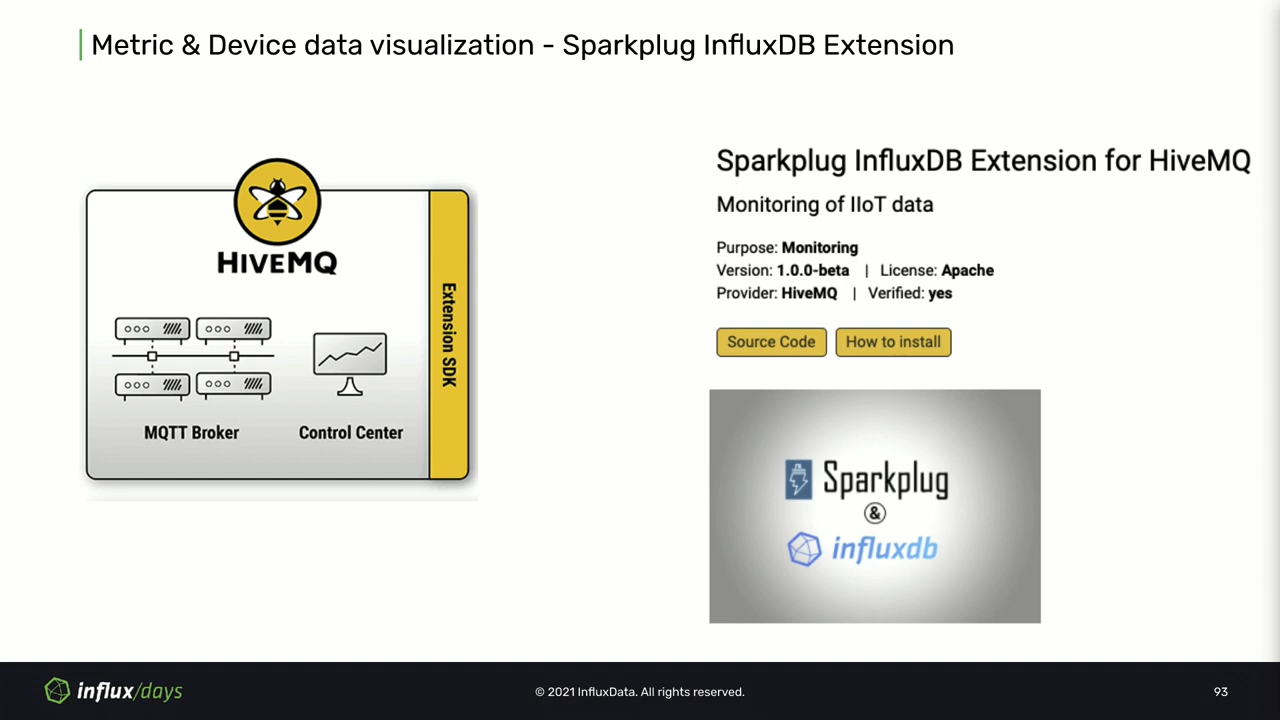 Metric & Device data visualization - Sparkplug InfluxDB Extension
HIVEMQ
Extension SDK
MQTT Broker
Control Center
Sparkplug InfluxDB Extension for HiveMQ
Monitoring of IIoT data
Purpose: Monitoring
Version: 1.0.0-beta | License: Apache
Provider: HiveMQ | Verified: yes
Source Code
How to install
Sparkplug
&
influxdb
influx/days
© 2021 InfluxData. All rights reserved.
93